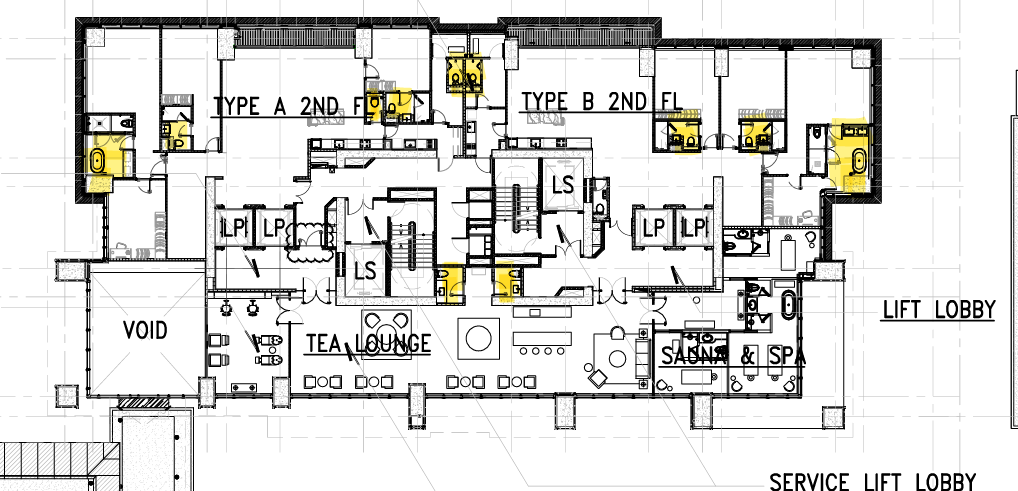 TYPE A 2ND FL
TYPE B 2ND FL
LS
LP
LP
LP
LP
LS
VOID
TEA LOUNGE
LIFT LOBBY
SAUNA & SPA
SERVICE LIFT LOBBY